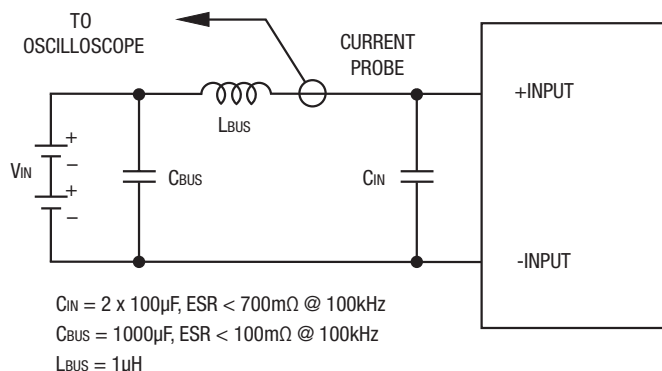 TO
OSCILLOSCOPE
CURRENT
PROBE
+INPUT
LBUS
+
VIN
–
+
–
CBUS
CIN
-INPUT
CIN = 2 x 100µF, ESR < 700mΩ @ 100kHz
CBUS = 1000µF, ESR < 100mΩ @ 100kHz
LBUS = 1µH